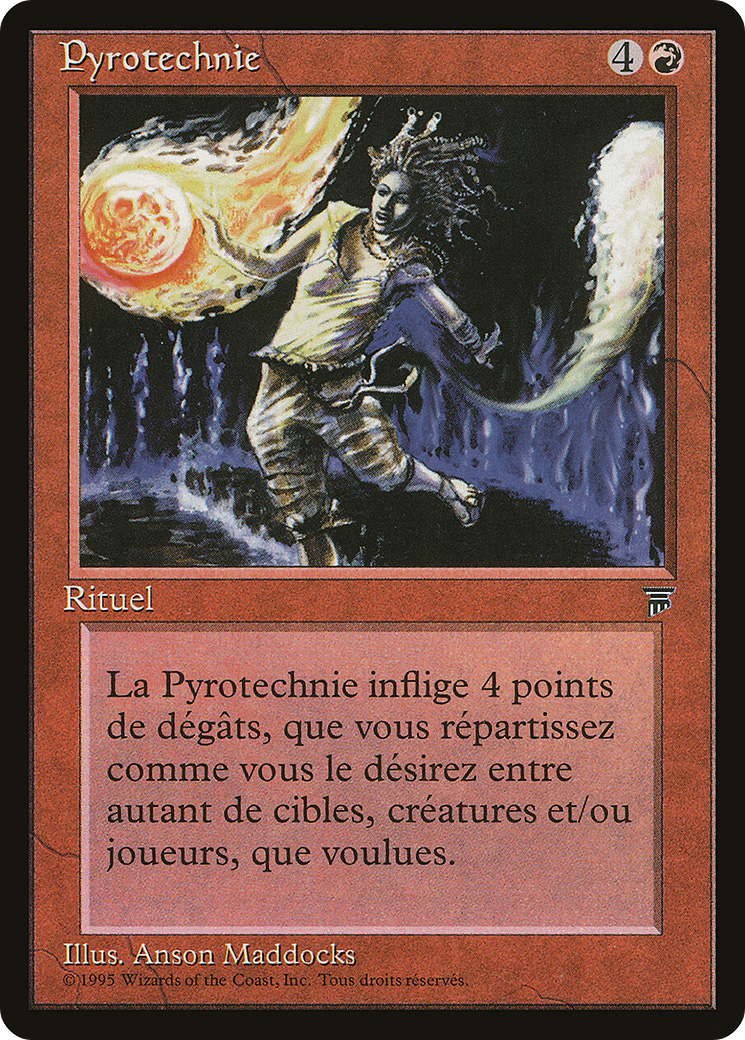 Pyrotechnie
4
Rituel
La Pyrotechnie inflige 4 points
de dégâts, que vous répartissez
comme vous le désirez entre
autant de cibles, créatures et/ou
joueurs, que voulues.
Illus. Anson Maddocks
©1995 Wizards of the Coast, Inc. Tous droits réservés.